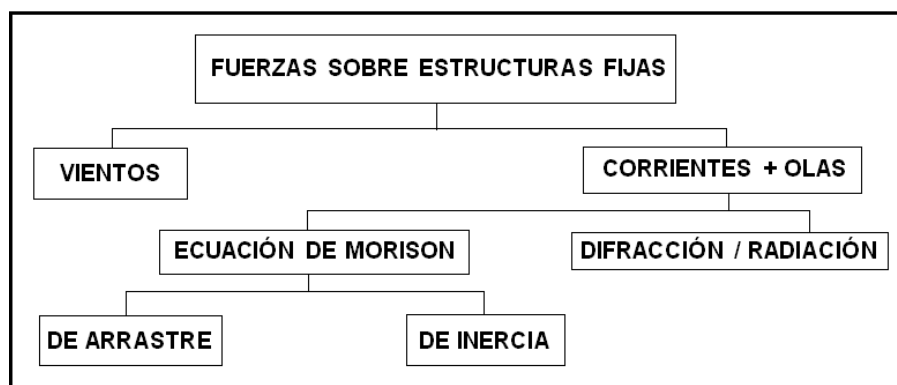 FUERZAS SOBRE ESTRUCTURAS FIJAS
VIENTOS
CORRIENTES + OLAS
ECUACIÓN DE MORISON
DIFRACCIÓN / RADIACIÓN
DE ARRASTRE
DE INERCIA